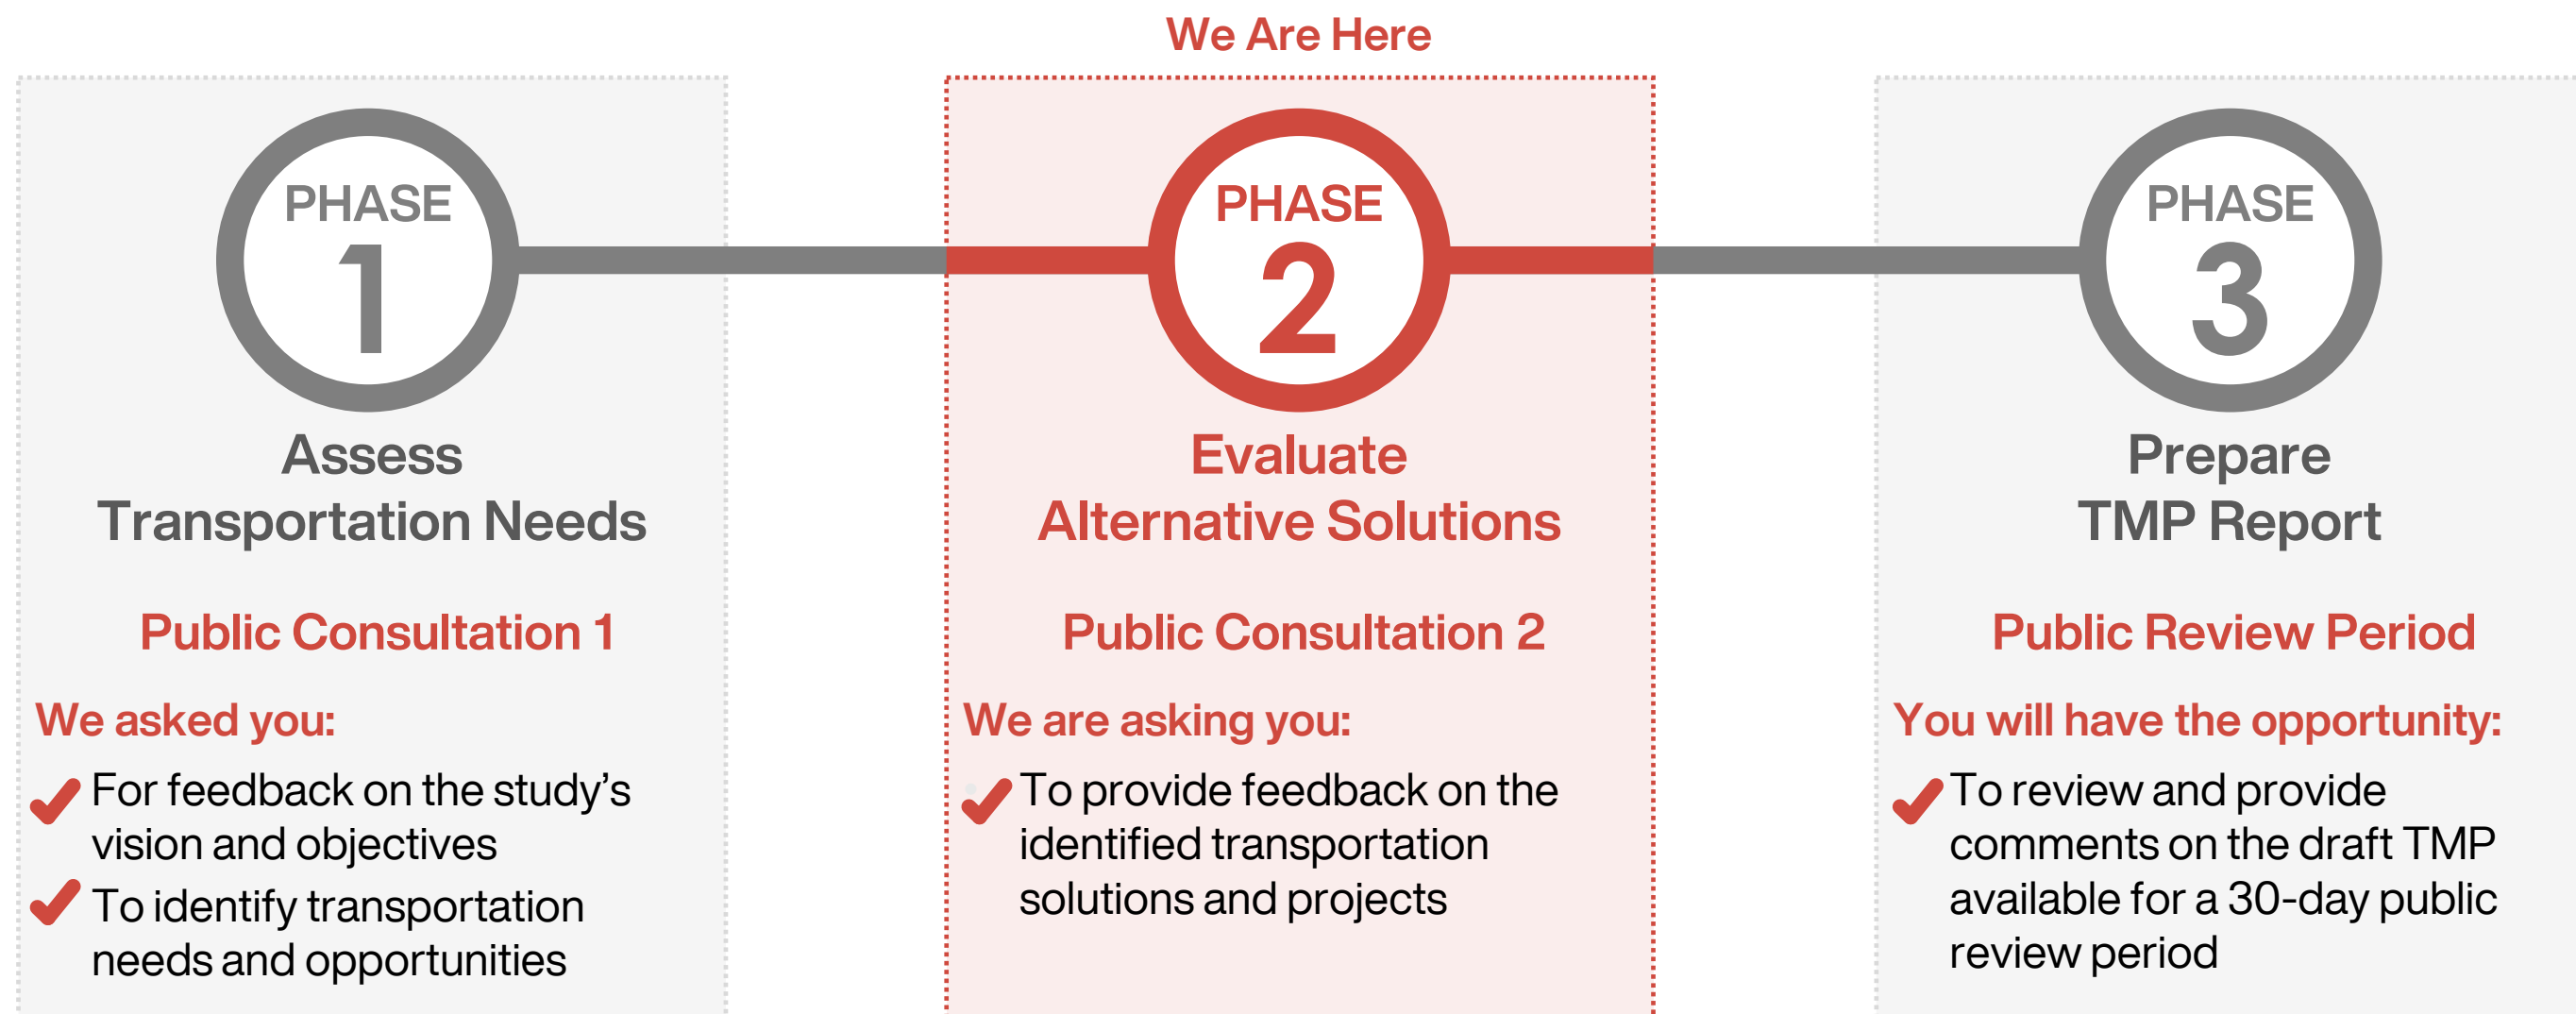 We Are Here
PHASE
1
Assess
Transportation Needs
Public Consultation 1
We asked you:
For feedback on the study’s
vision and objectives
To identify transportation
needs and opportunities
PHASE
2
Evaluate
Alternative Solutions
Public Consultation 2
We are asking you:
To provide feedback on the
identified transportation
solutions and projects
PHASE
3
Prepare
TMP Report
Public Review Period
You will have the opportunity:
To review and provide
comments on the draft TMP
available for a 30-day public
review period